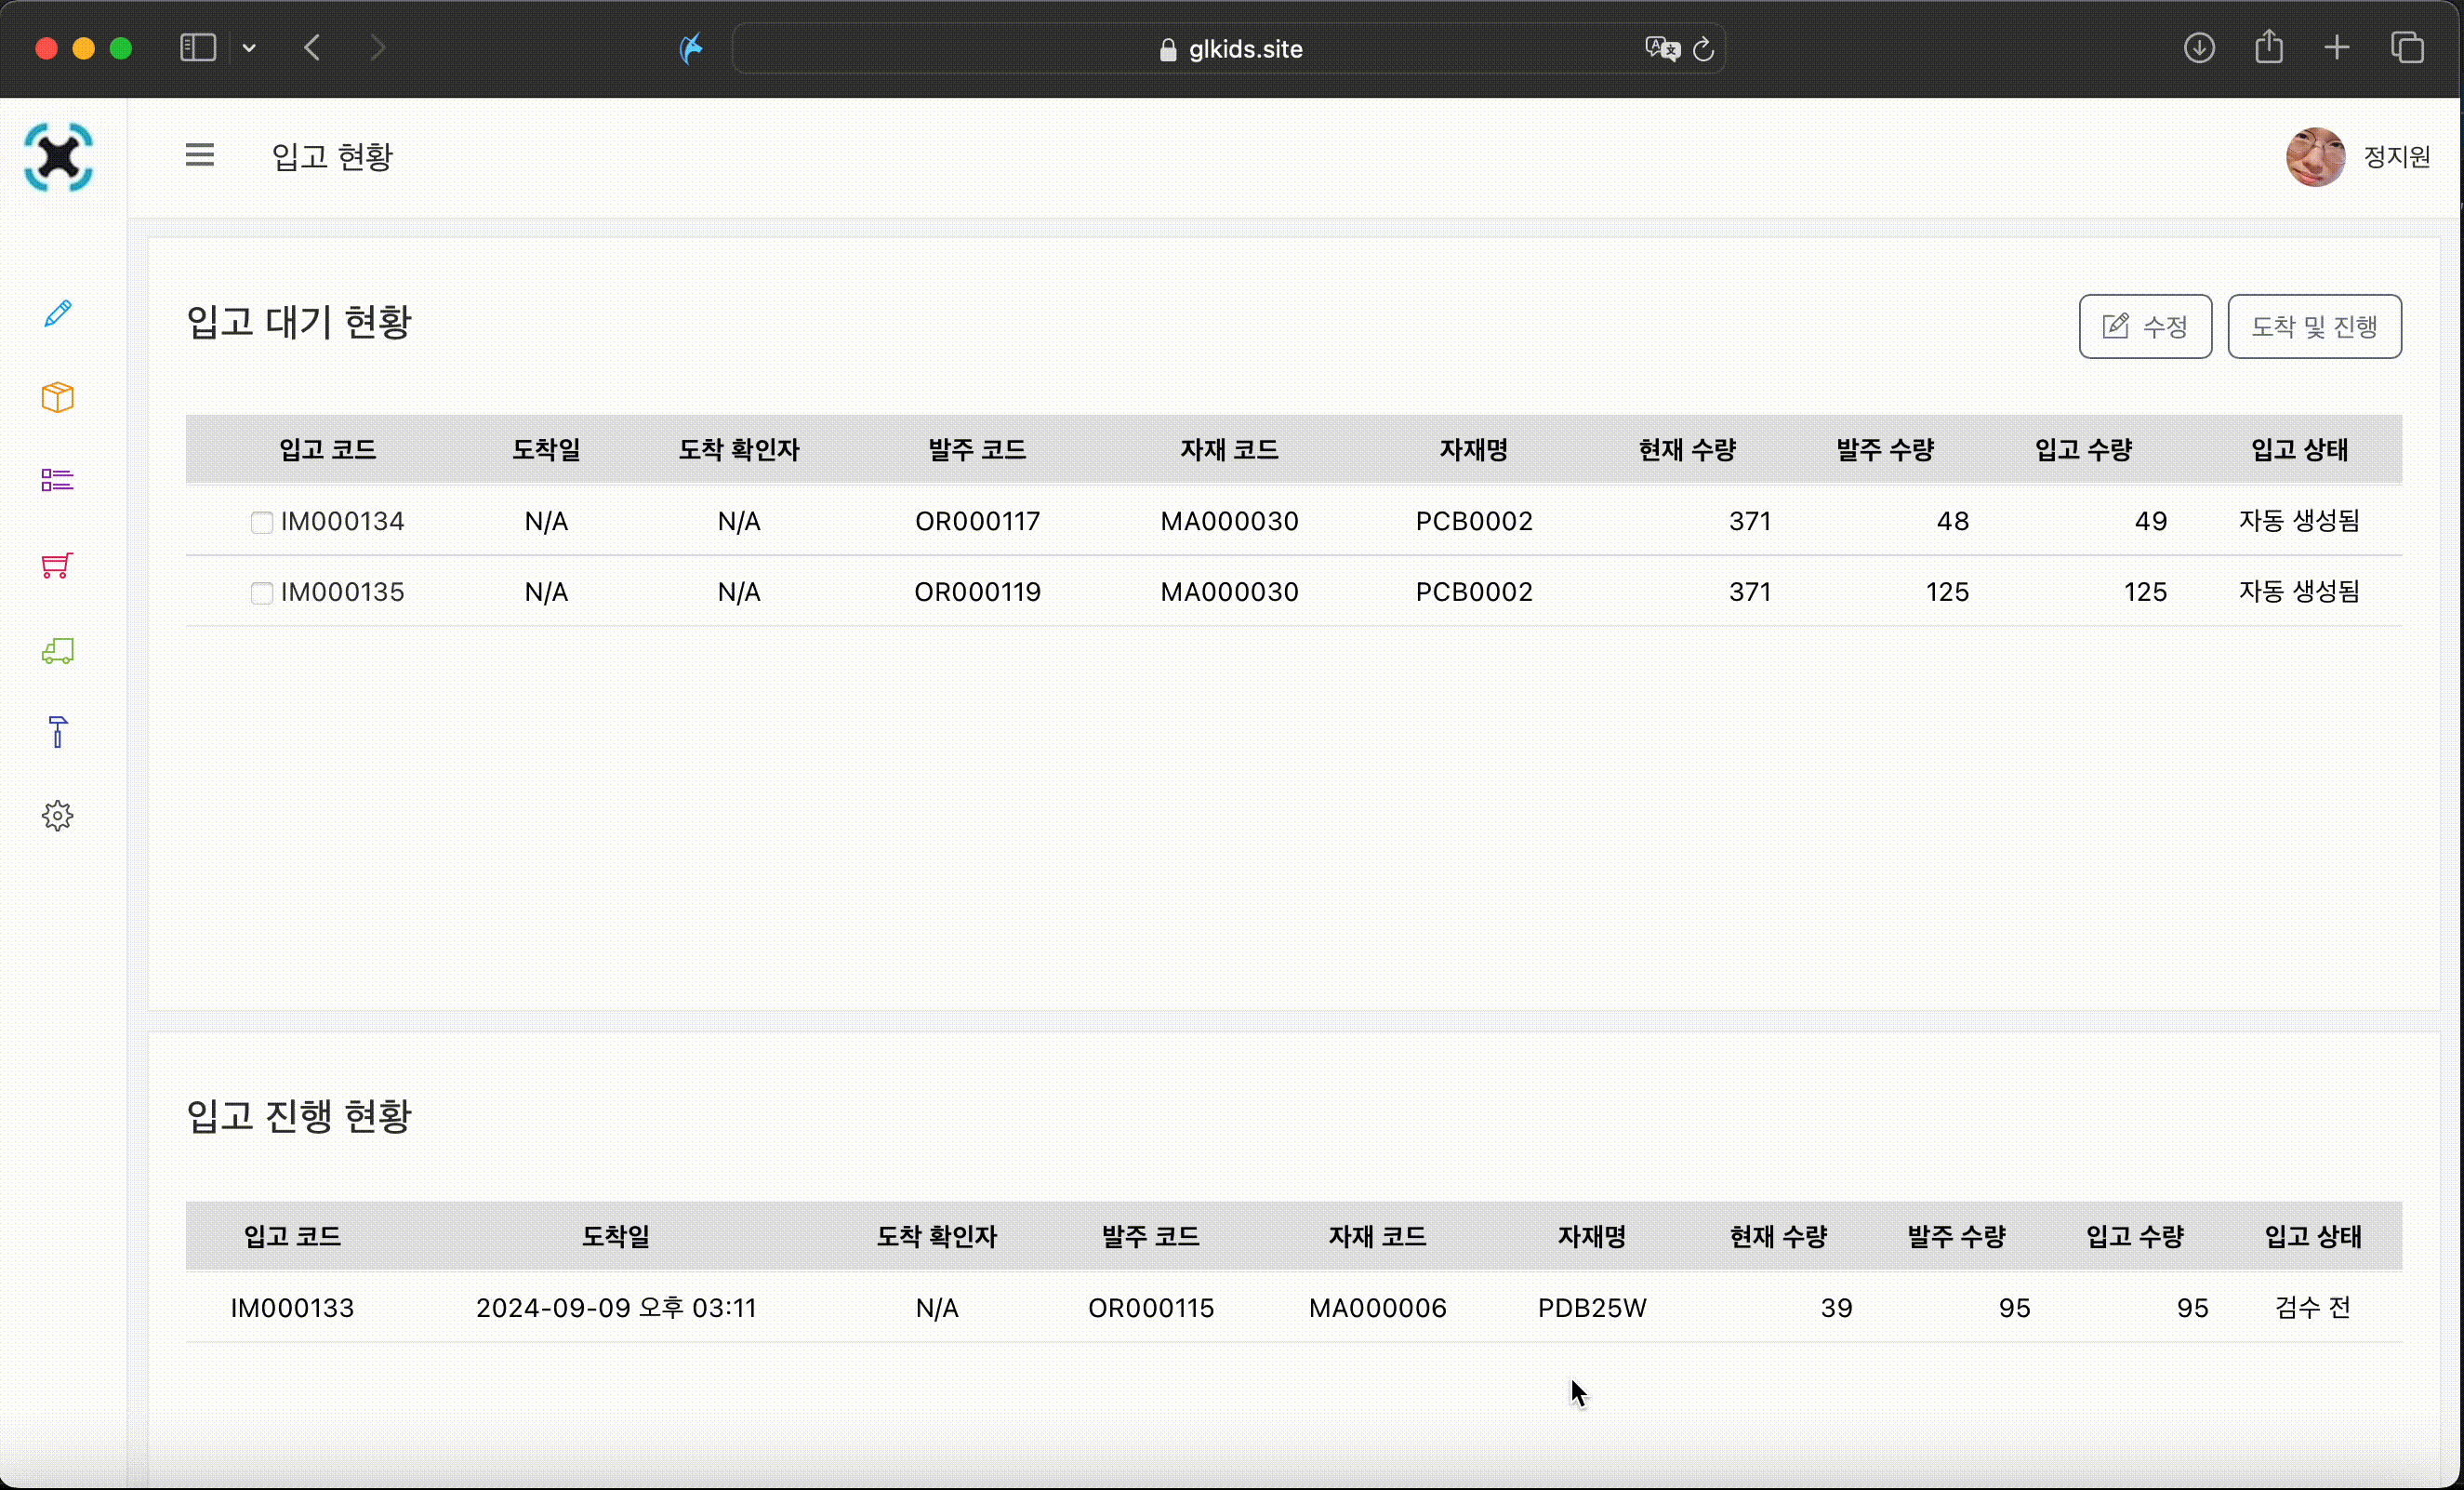 glkids.site
입고 현황
정지원
입고 대기 현황
수정
도착 및 진행
입고 코드 도착일 도착 확인자 발주 코드 자재 코드 자재명 현재 수량 발주 수량 입고 수량 입고 상태
IM000134 N/A N/A OR000117 MA000030 PCB0002 371 48 49 자동 생성됨
IM000135 N/A N/A OR000119 MA000030 PCB0002 371 125 125 자동 생성됨
입고 진행 현황
입고 코드 도착일 도착 확인자 발주 코드 자재 코드 자재명 현재 수량 발주 수량 입고 수량 입고 상태
IM000133 2024-09-09 오후 03:11 N/A OR000115 MA000006 PDB25W 39 95 95 검수 전